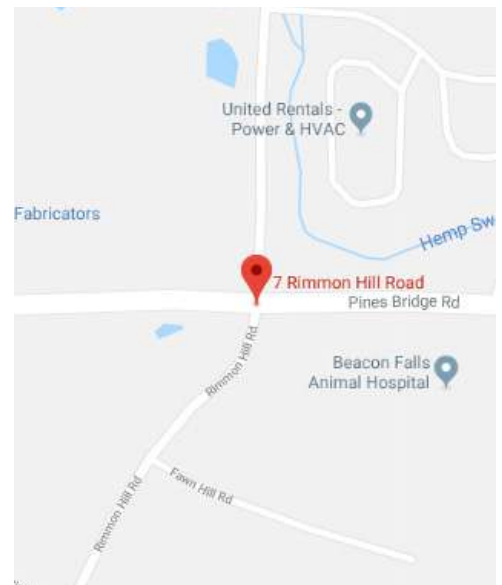 United Rentals -
Power & HVAC
Fabricators
Hemp Sw
7 Rimmon Hill Road
Pines Bridge Rd
Rimmon Hill Rd
Beacon Falls
Animal Hospital
Fawn Hill Rd
Rimmon Hill Rd